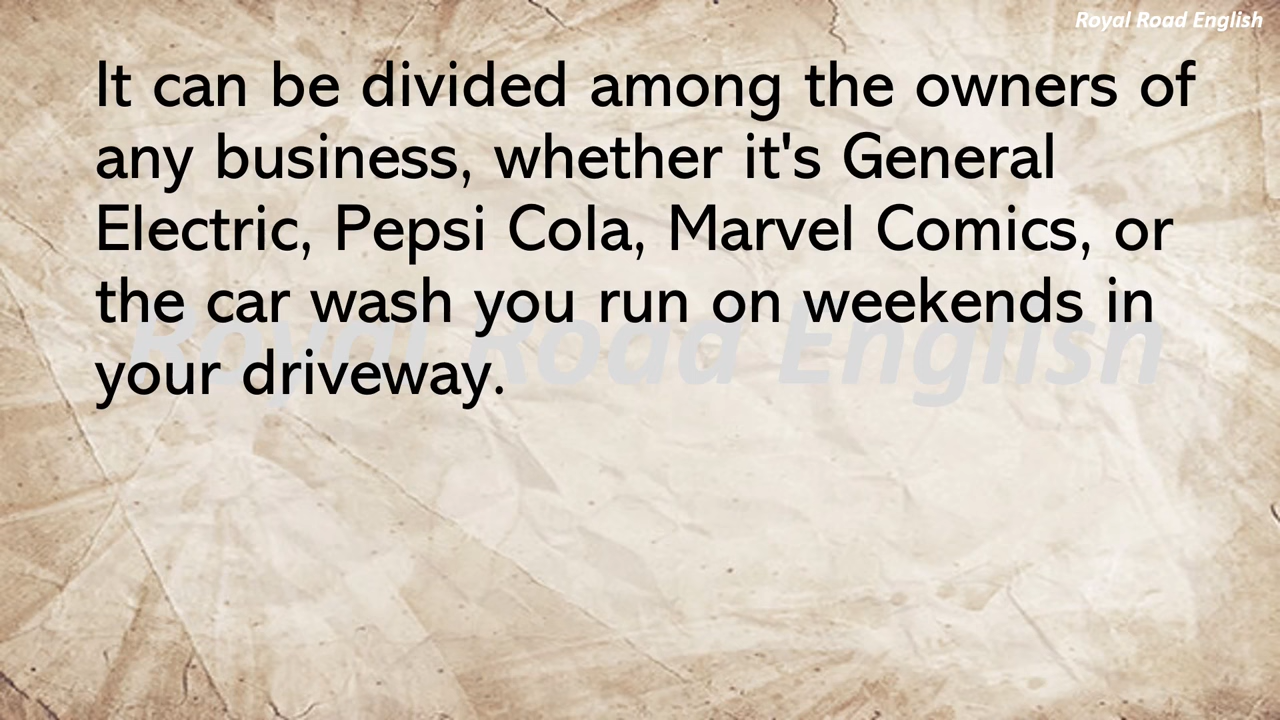 Royal Road English
It can be divided among the owners of
any business, whether it's General
Electric, Pepsi Cola, Marvel Comics, or
the car wash you run on weekends in
your driveway.
Royal Road English